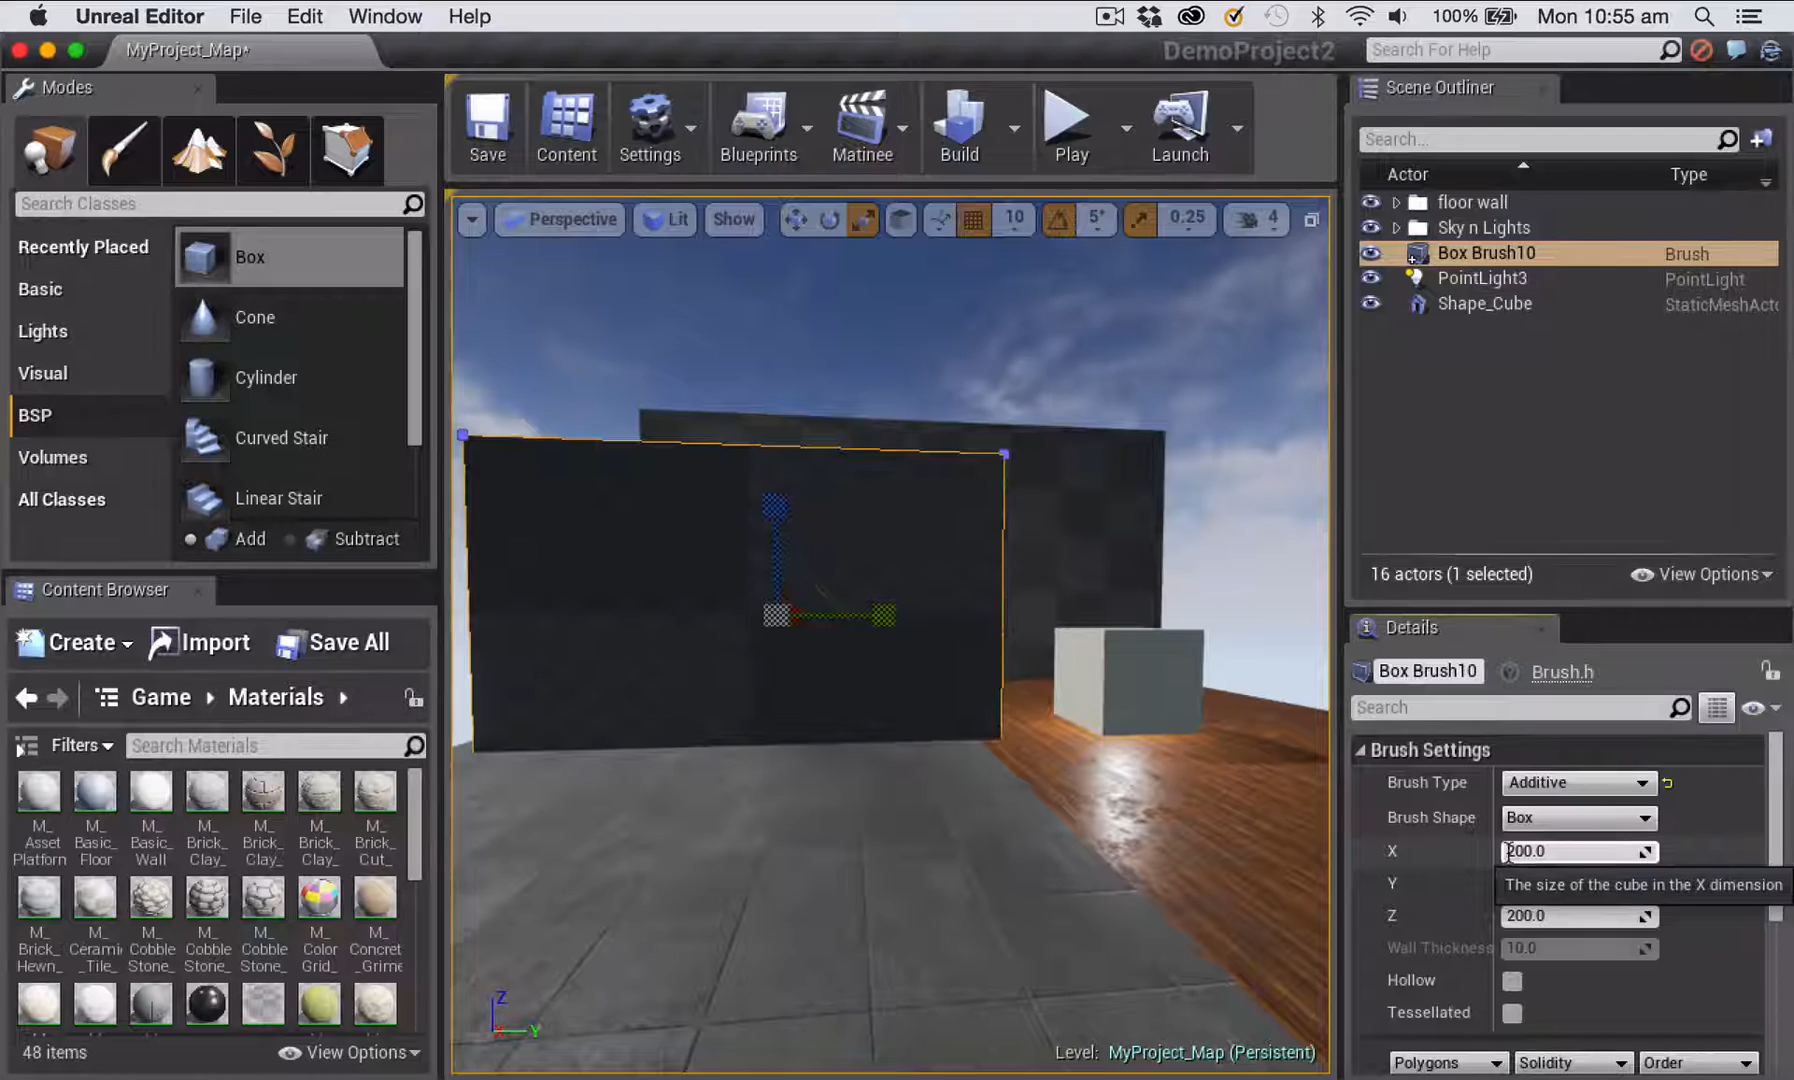 Unreal Editor File Edit Window Help 100% Mon 10:55 am
MyProject_Map* DemoProject2 Search For Help
Modes
Search Classes
Recently Placed
Basic
Lights
Visual
BSP
Volumes
All Classes
Box
Cone
Cylinder
Curved Stair
Linear Stair
Add Subtract
Content Browser
Create Import Save All
Game Materials
Filters Search Materials
M_ M_ M_ M_ M_ M_ M_
Asset Basic_ Basic_ Brick_ Brick_ Brick_ Brick_
Platforn Floor Wall Clay_ Clay_ Clay_ Cut_
M_ M_ M_ M_ M_ M_ M_
Brick_ Cerami Cobble Cobble Cobble Color Concret
Hewn_ _Tile_ Stone_ Stone_ Stone_ Grid_ _Grime
48 items View Options
Save Content Settings Blueprints Matinee Build Play Launch
Perspective Lit Show 10 5° 0.25 4
Z
X Y
Level: MyProject_Map (Persistent)
Scene Outliner
Search...
Actor Type
floor wall
Sky n Lights
Box Brush10 Brush
PointLight3 PointLight
Shape_Cube StaticMeshActo
16 actors (1 selected) View Options
Details
Box Brush10 Brush.h
Search
Brush Settings
Brush Type Additive
Brush Shape Box
X 200.0
Y The size of the cube in the X dimension
Z 200.0
Wall Thickness 10.0
Hollow
Tessellated
Polygons Solidity Order